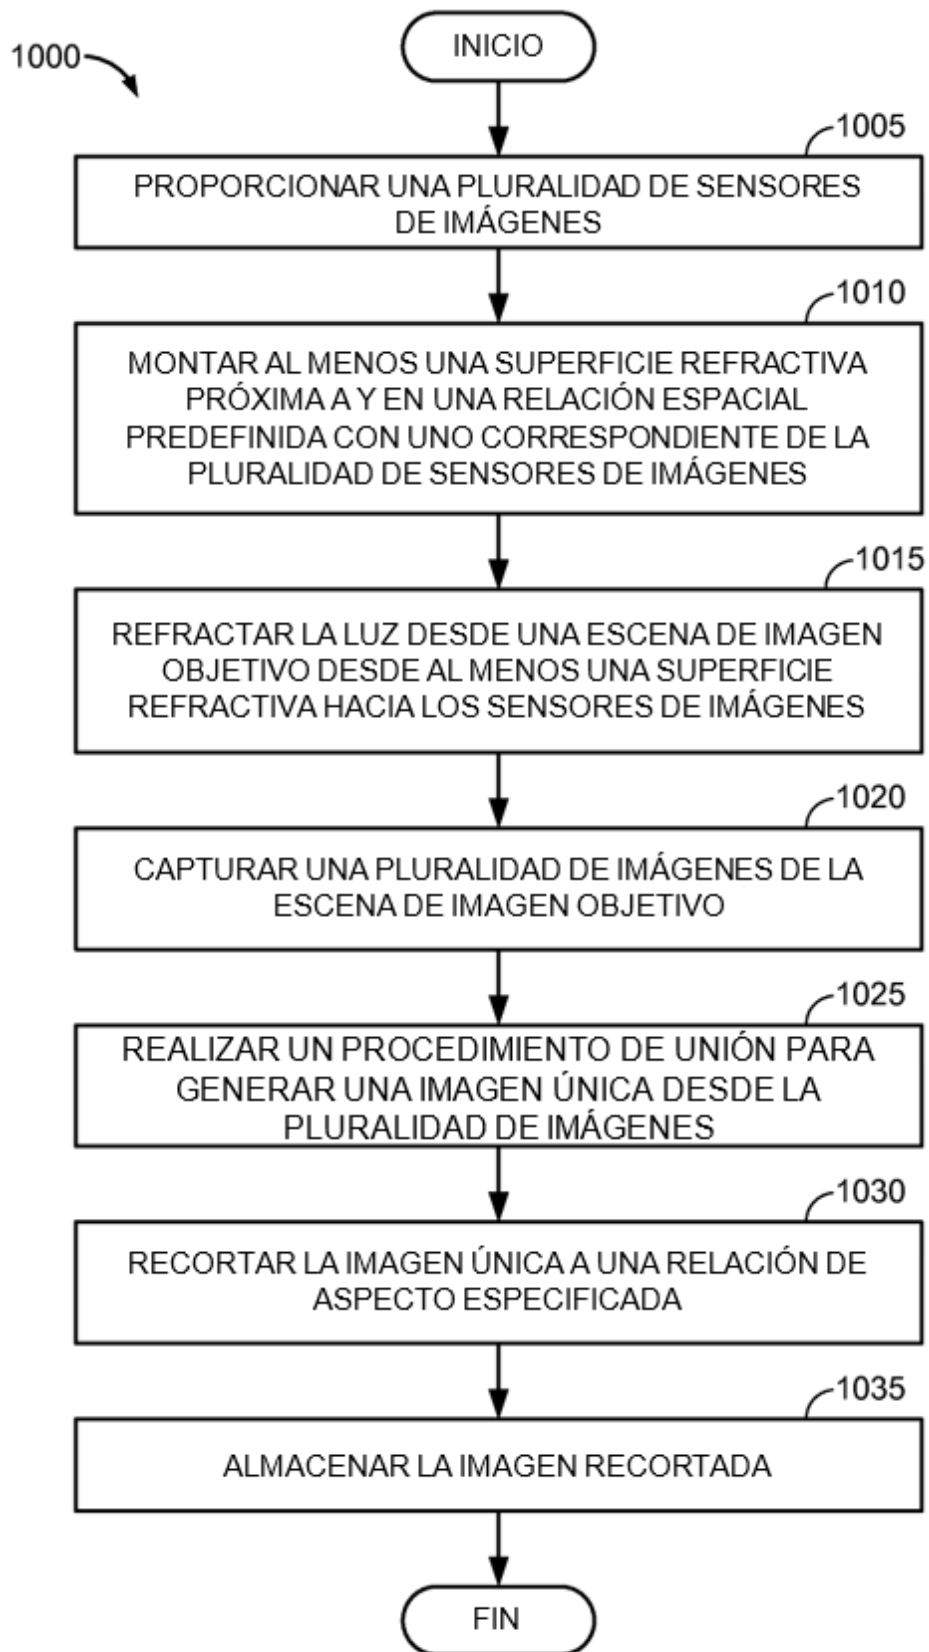 INICIO
1000
1005
PROPORCIONAR UNA PLURALIDAD DE SENSORES
DE IMÁGENES
1010
MONTAR AL MENOS UNA SUPERFICIE REFRACTIVA
PRÓXIMA A Y EN UNA RELACIÓN ESPACIAL
PREDEFINIDA CON UNO CORRESPONDIENTE DE LA
PLURALIDAD DE SENSORES DE IMÁGENES
1015
REFRACTAR LA LUZ DESDE UNA ESCENA DE IMAGEN
OBJETIVO DESDE AL MENOS UNA SUPERFICIE
REFRACTIVA HACIA LOS SENSORES DE IMÁGENES
1020
CAPTURAR UNA PLURALIDAD DE IMÁGENES DE LA
ESCENA DE IMAGEN OBJETIVO
1025
REALIZAR UN PROCEDIMIENTO DE UNIÓN PARA
GENERAR UNA IMAGEN ÚNICA DESDE LA
PLURALIDAD DE IMÁGENES
1030
RECORTAR LA IMAGEN ÚNICA A UNA RELACIÓN DE
ASPECTO ESPECIFICADA
1035
ALMACENAR LA IMAGEN RECORTADA
FIN